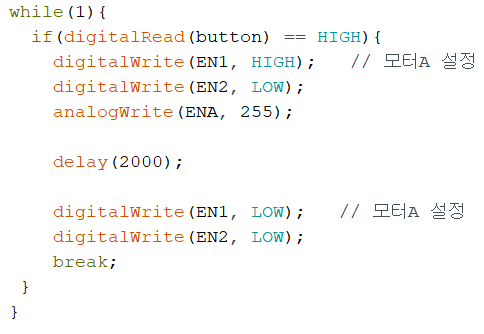 while(1){
if(digitalRead(button) == HIGH){
digitalWrite(EN1, HIGH);   // 모터A 설정
digitalWrite(EN2, LOW);
analogWrite(ENA, 255);
delay(2000);
digitalWrite(EN1, LOW);   // 모터A 설정
digitalWrite(EN2, LOW);
break;
}
}